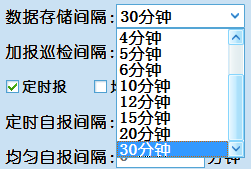 数据存储间隔: 30分钟
4分钟
加报巡检间隔: 5分钟
6分钟
定时报 10分钟
12分钟
定时自报间隔: 15分钟
20分钟
均匀自报间隔: 30分钟
分钟